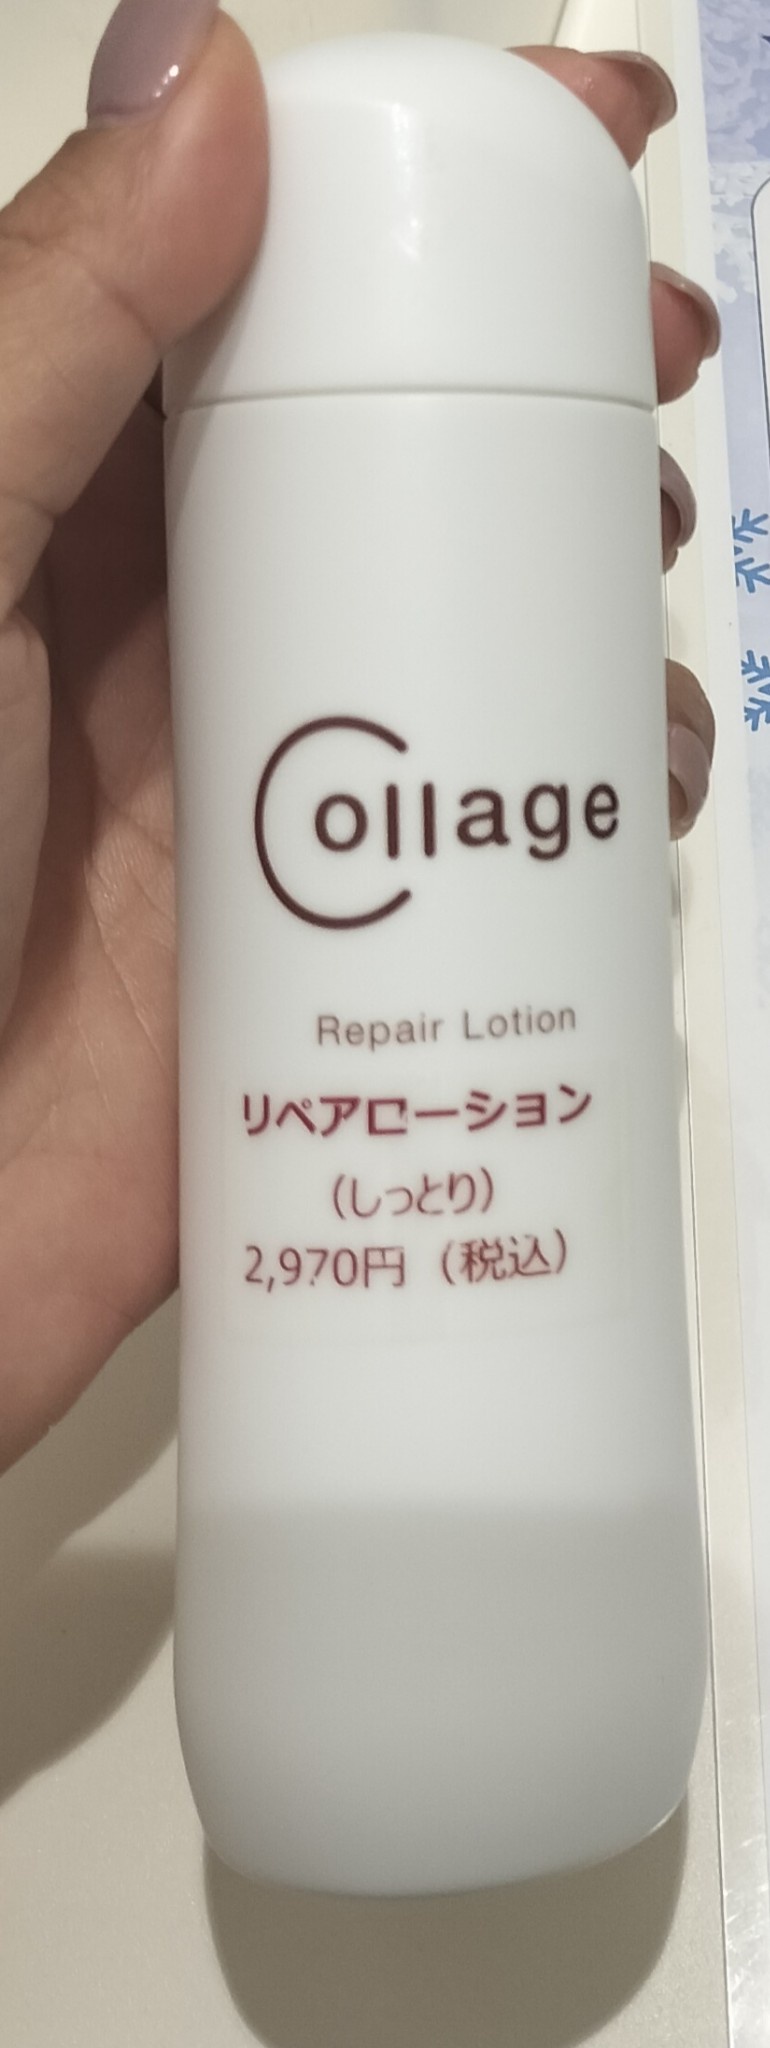 Collage
Repair Lotion
リペアローション
(しっとり)
2,970円 (税込)